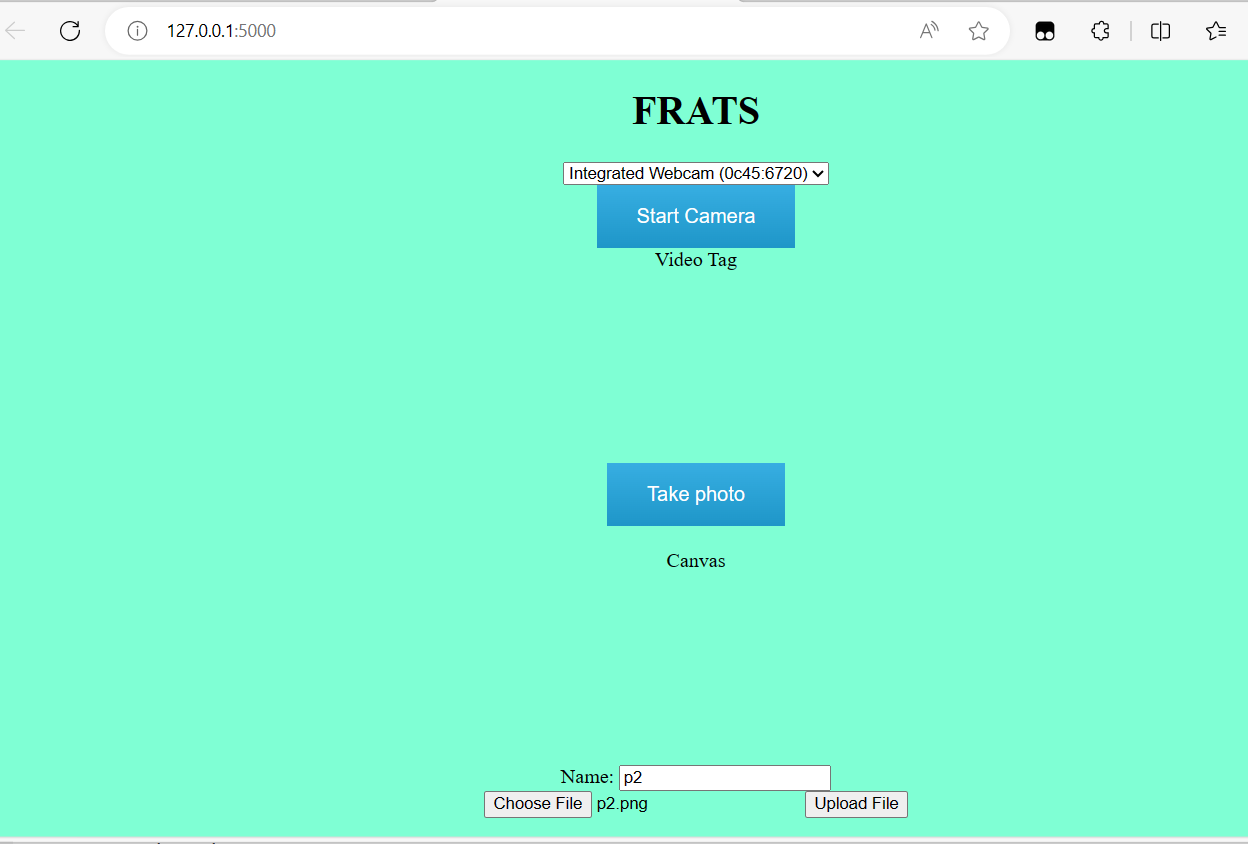 127.0.0.1:5000
FRATS
Integrated Webcam (0c45:6720)
Start Camera
Video Tag
Take photo
Canvas
Name: p2
Choose File p2.png Upload File